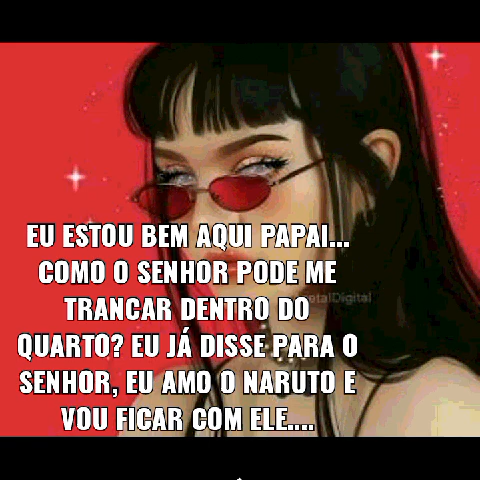 EU ESTOU BEM AQUI PAPAI...
COMO O SENHOR PODE ME
TRANCAR DENTRO DO
QUARTO? EU JÁ DISSE PARA O
SENHOR, EU AMO O NARUTO E
VOU FICAR COM ELE....
etalDigital